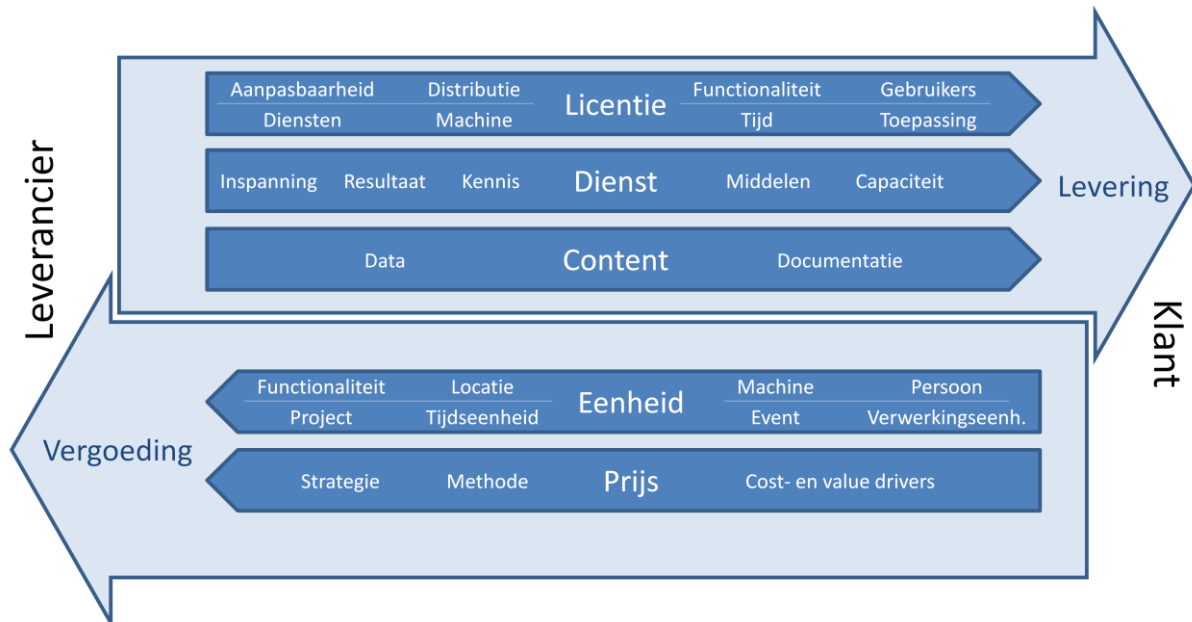 Leverancier
Aanpasbaarheid Distributie Licentie Functionaliteit Gebruikers
Diensten Machine Tijd Toepassing
Inspanning Resultaat Kennis Dienst Middelen Capaciteit
Levering
Data Content Documentatie
Klant
Functionaliteit Locatie Eenheid Machine Persoon
Project Tijdseenheid Event Verwerkingseenh.
Vergoeding
Strategie Methode Prijs Cost- en value drivers